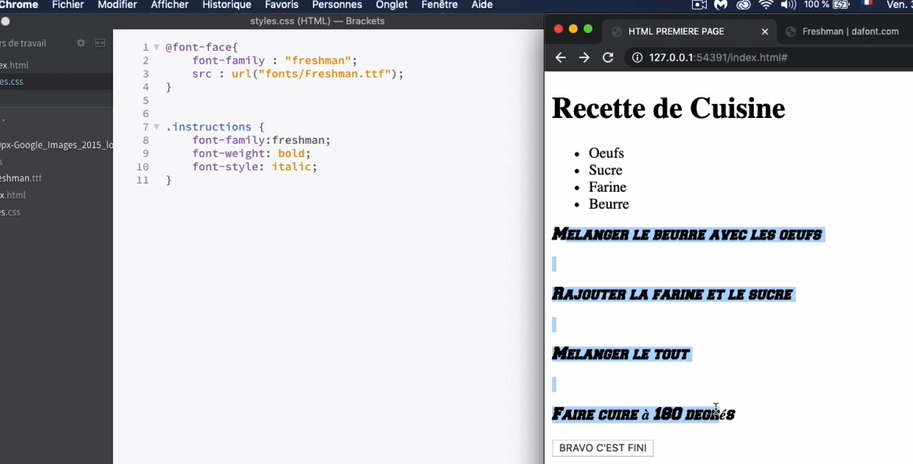 Chrome Fichier Modifier Afficher Historique Favoris Personnes Onglet Fenêtre Aide 100 % Ven.
styles.css (HTML) — Brackets
rs de travail
ex.html
es.css
px-Google_Images_2015_lo
eshman.ttf
x.html
es.css
1 @font-face{
2 font-family : "freshman";
3 src : url("fonts/Freshman.ttf");
4 }
5
6
7 .instructions {
8 font-family:freshman;
9 font-weight: bold;
10 font-style: italic;
11 }
HTML PREMIERE PAGE
Freshman | dafont.com
127.0.0.1:54391/index.html#
Recette de Cuisine
• Oeufs
• Sucre
• Farine
• Beurre
Melanger le beurre avec les oeufs
Rajouter la farine et le sucre
Melanger le tout
Faire cuire à 180 degrés
BRAVO C'EST FINI